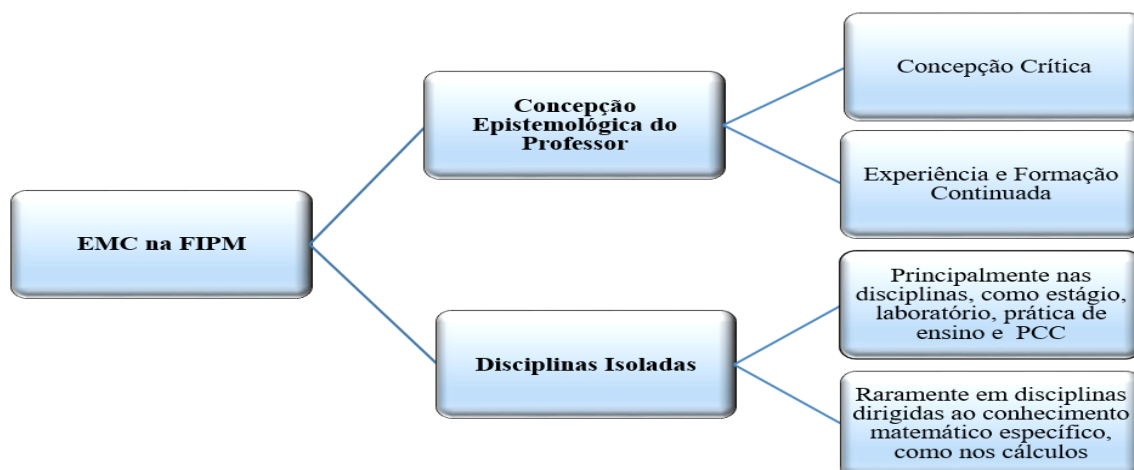 EMC na FIPM
Concepção
Epistemológica do
Professor
Concepção Crítica
Experiência e Formação
Continuada
Disciplinas Isoladas
Principalmente nas
disciplinas, como estágio,
laboratório, prática de
ensino e PCC
Raramente em disciplinas
dirigidas ao conhecimento
matemático específico,
como nos cálculos